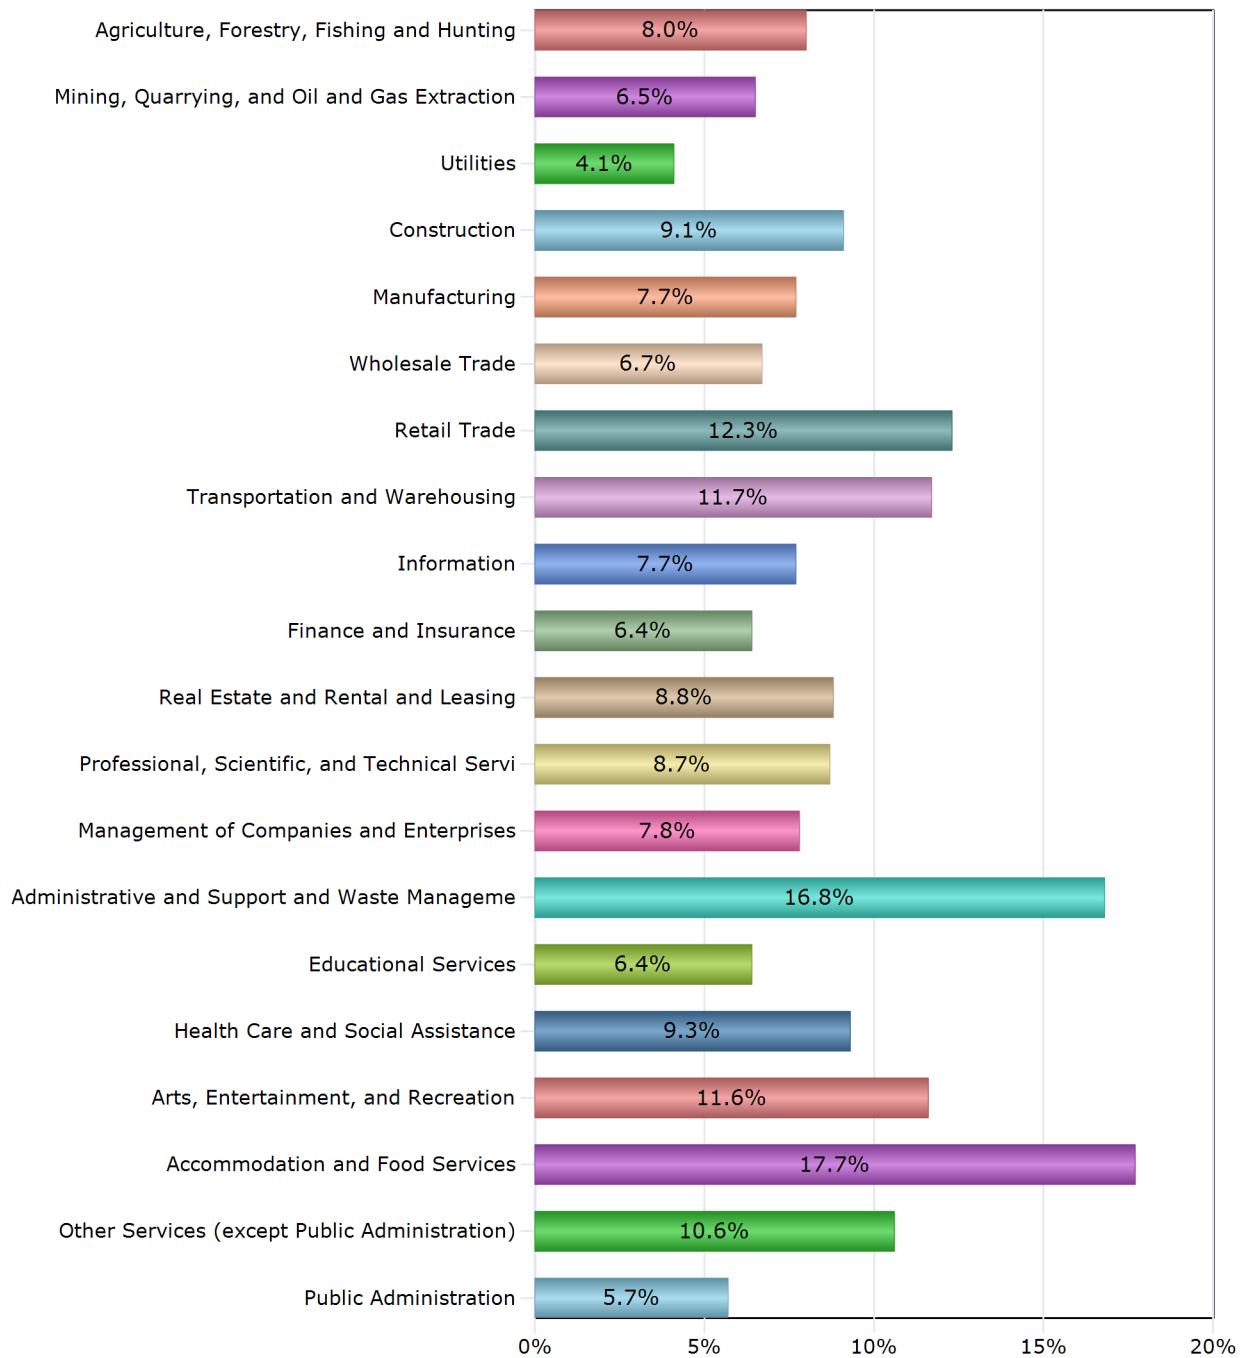 Agriculture, Forestry, Fishing and Hunting 8.0%
Mining, Quarrying, and Oil and Gas Extraction 6.5%
Utilities 4.1%
Construction 9.1%
Manufacturing 7.7%
Wholesale Trade 6.7%
Retail Trade 12.3%
Transportation and Warehousing 11.7%
Information 7.7%
Finance and Insurance 6.4%
Real Estate and Rental and Leasing 8.8%
Professional, Scientific, and Technical Servi 8.7%
Management of Companies and Enterprises 7.8%
Administrative and Support and Waste Manageme 16.8%
Educational Services 6.4%
Health Care and Social Assistance 9.3%
Arts, Entertainment, and Recreation 11.6%
Accommodation and Food Services 17.7%
Other Services (except Public Administration) 10.6%
Public Administration 5.7%
0% 5% 10% 15% 20%